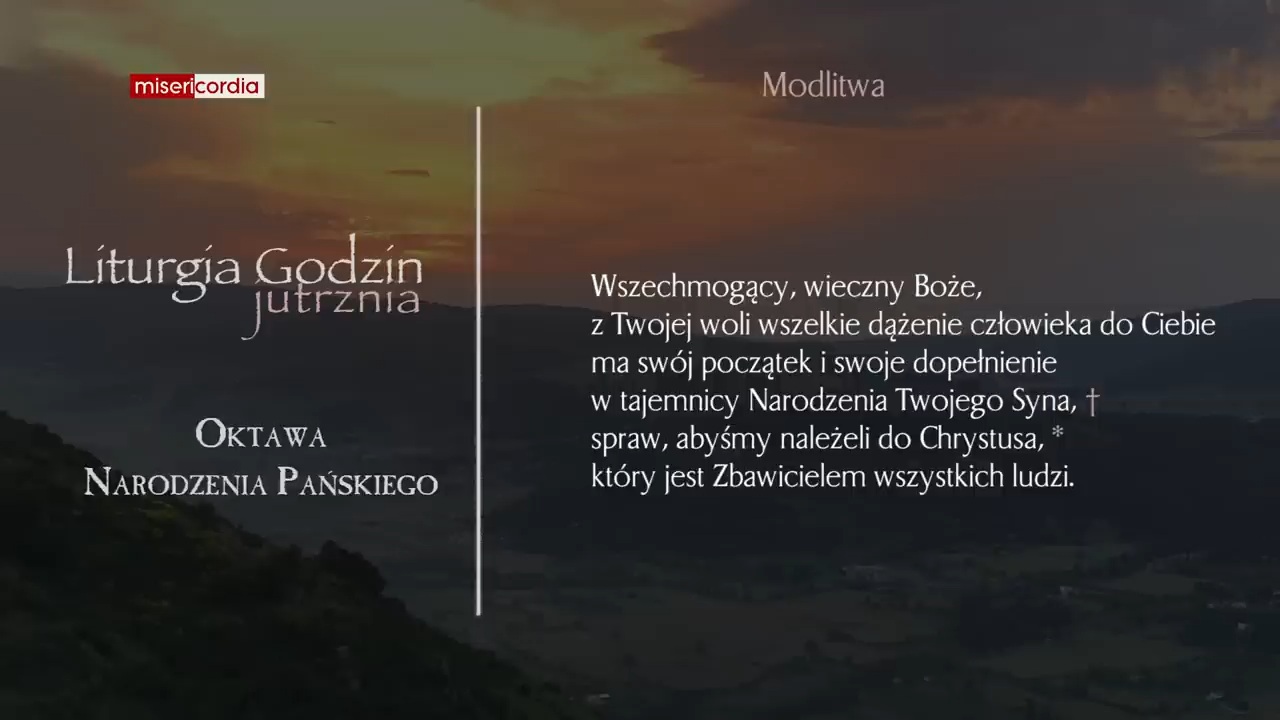 misericordia
Modlitwa
Liturgia Godzin
jutrznia
Oktawa
Narodzenia Pańskiego
Wszechmogący, wieczny Boże,
z Twojej woli wszelkie dążenie człowieka do Ciebie
ma swój początek i swoje dopełnienie
w tajemnicy Narodzenia Twojego Syna, †
spraw, abyśmy należeli do Chrystusa, *
który jest Zbawicielem wszystkich ludzi.